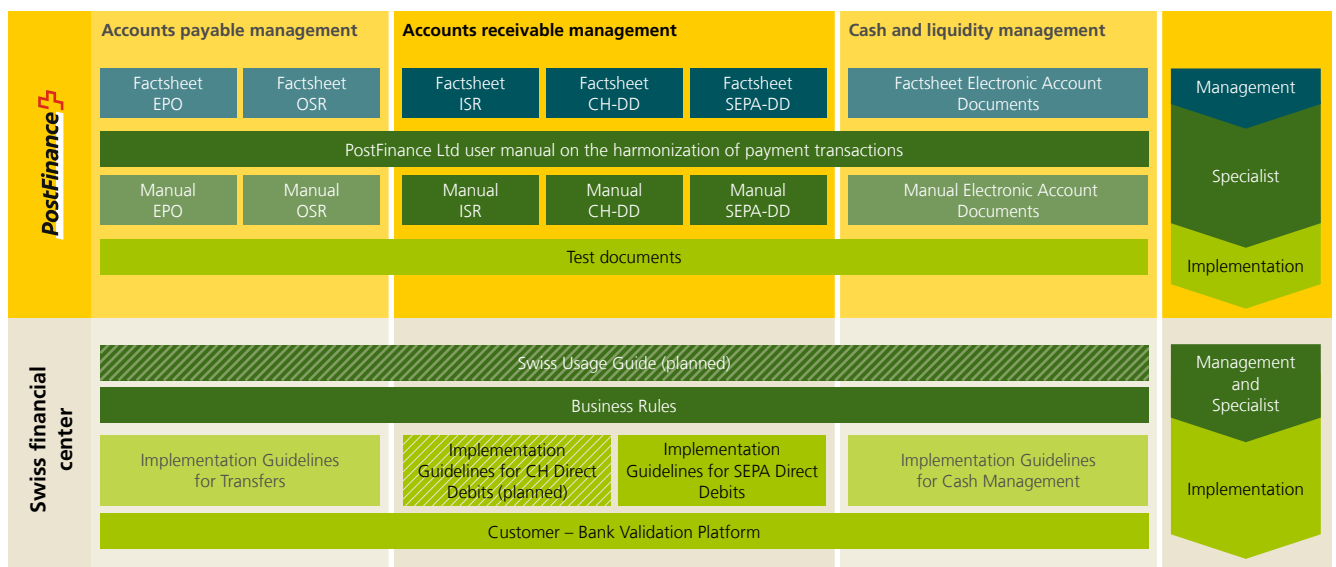 Accounts payable management
Accounts receivable management
Cash and liquidity management
PostFinance
Factsheet
EPO
Factsheet
OSR
Factsheet
ISR
Factsheet
CH-DD
Factsheet
SEPA-DD
Factsheet Electronic Account
Documents
Management
PostFinance Ltd user manual on the harmonization of payment transactions
Specialist
Manual
EPO
Manual
OSR
Manual
ISR
Manual
CH-DD
Manual
SEPA-DD
Manual Electronic Account
Documents
Test documents
Implementation
Swiss financial
center
Swiss Usage Guide (planned)
Business Rules
Management
and
Specialist
Implementation Guidelines
for Transfers
Implementation
Guidelines for CH Direct
Debits (planned)
Implementation
Guidelines for SEPA Direct
Debits
Implementation Guidelines
for Cash Management
Implementation
Customer – Bank Validation Platform